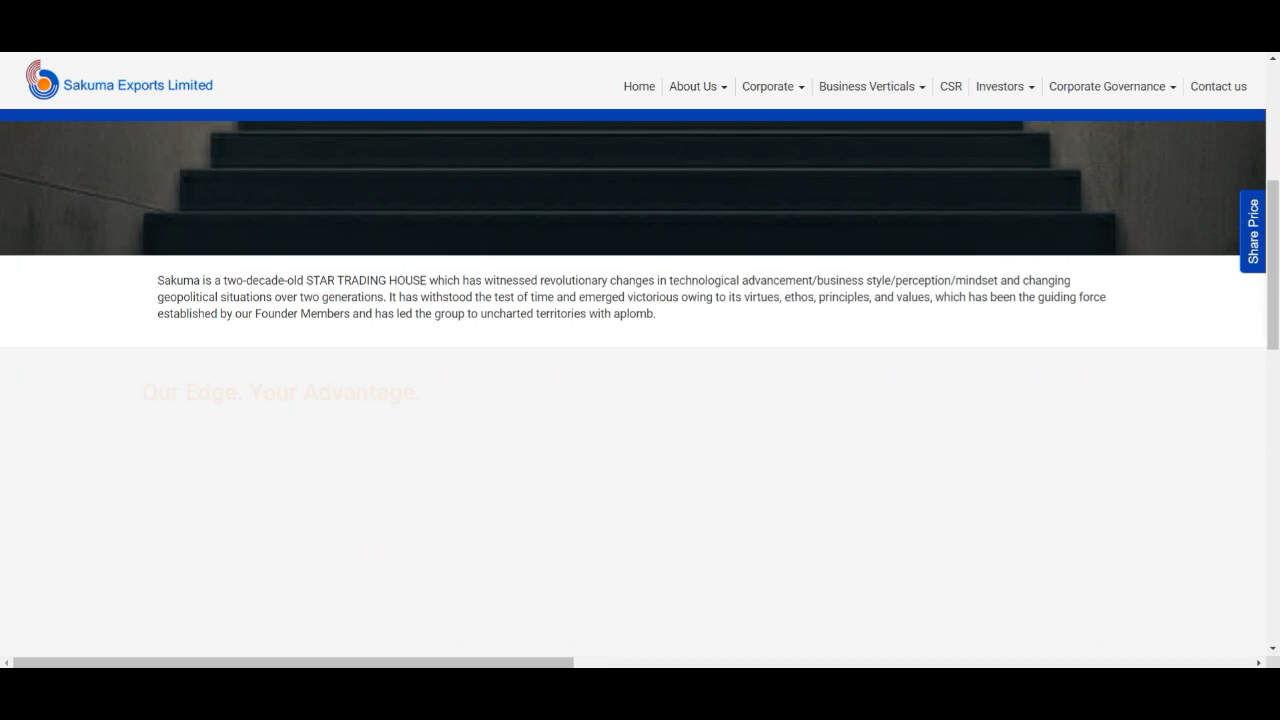 Sakuma Exports Limited
Home About Us Corporate Business Verticals CSR Investors Corporate Governance Contact us
Share Price
Sakuma is a two-decade-old STAR TRADING HOUSE which has witnessed revolutionary changes in technological advancement/business style/perception/mindset and changing
geopolitical situations over two generations. It has withstood the test of time and emerged victorious owing to its virtues, ethos, principles, and values, which has been the guiding force
established by our Founder Members and has led the group to uncharted territories with aplomb.
Our Edge. Your Advantage.